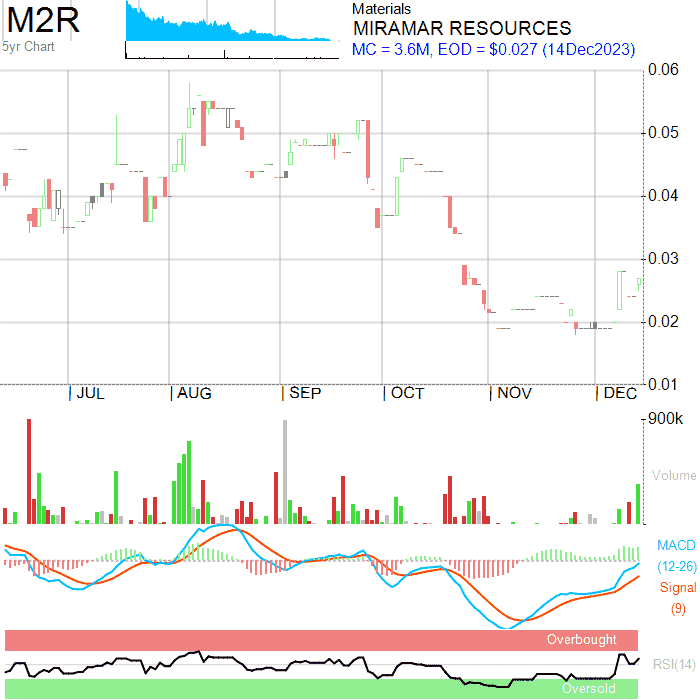 M2R
5yr Chart
Materials
MIRAMAR RESOURCES
MC = 3.6M, EOD = $0.027 (14Dec2023)
0.06
0.05
0.04
0.03
0.02
0.01
JUL AUG SEP OCT NOV DEC
900k
Volume
MACD
(12-26)
Signal
(9)
Overbought
RSI(14)
Oversold